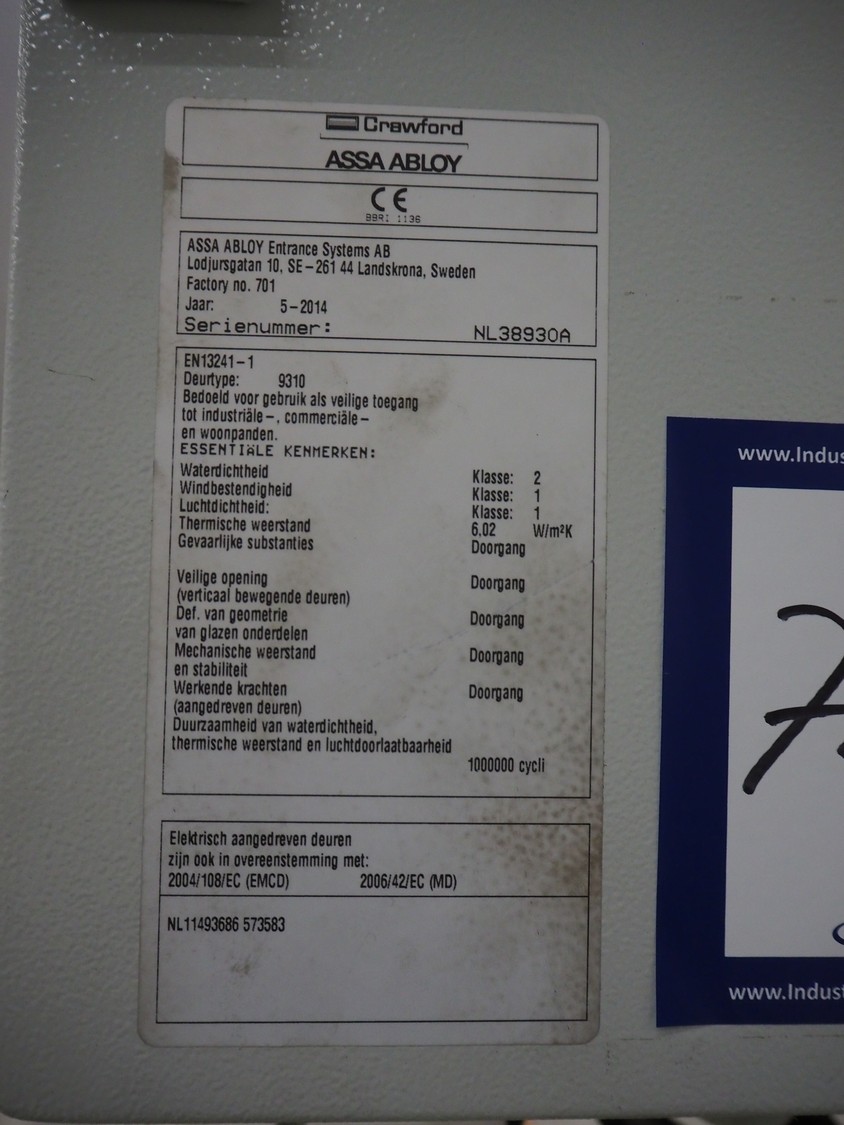 Crawford
ASSA ABLOY
CE
BBRI 1136
ASSA ABLOY Entrance Systems AB
Lodjursgatan 10, SE-261 44 Landskrona, Sweden
Factory no. 701
Jaar: 5-2014
Serienummer: NL38930A
EN13241-1
Deurtype: 9310
Bedoeld voor gebruik als veilige toegang
tot industriäle-, commerciäle-
en woonpanden.
ESSENTIäLE KENMERKEN:
Waterdichtheid Klasse: 2
Windbestendigheid Klasse: 1
Luchtdichtheid: Klasse: 1
Thermische weerstand 6.02 W/m²K
Gevaarlijke substanties Doorgang
Veilige opening Doorgang
(verticaal bewegende deuren)
Def. van geometrie Doorgang
van glazen onderdelen
Mechanische weerstand Doorgang
en stabiliteit
Werkende krachten Doorgang
(aangedreven deuren)
Duurzaamheid van waterdichtheid,
thermische weerstand en luchtdoorlaatbaarheid
1000000 cycli
Elektrisch aangedreven deuren
zijn ook in overeenstemming met:
2004/108/EC (EMCD) 2006/42/EC (MD)
NL11493686 573583
www.Indus
www.Indust